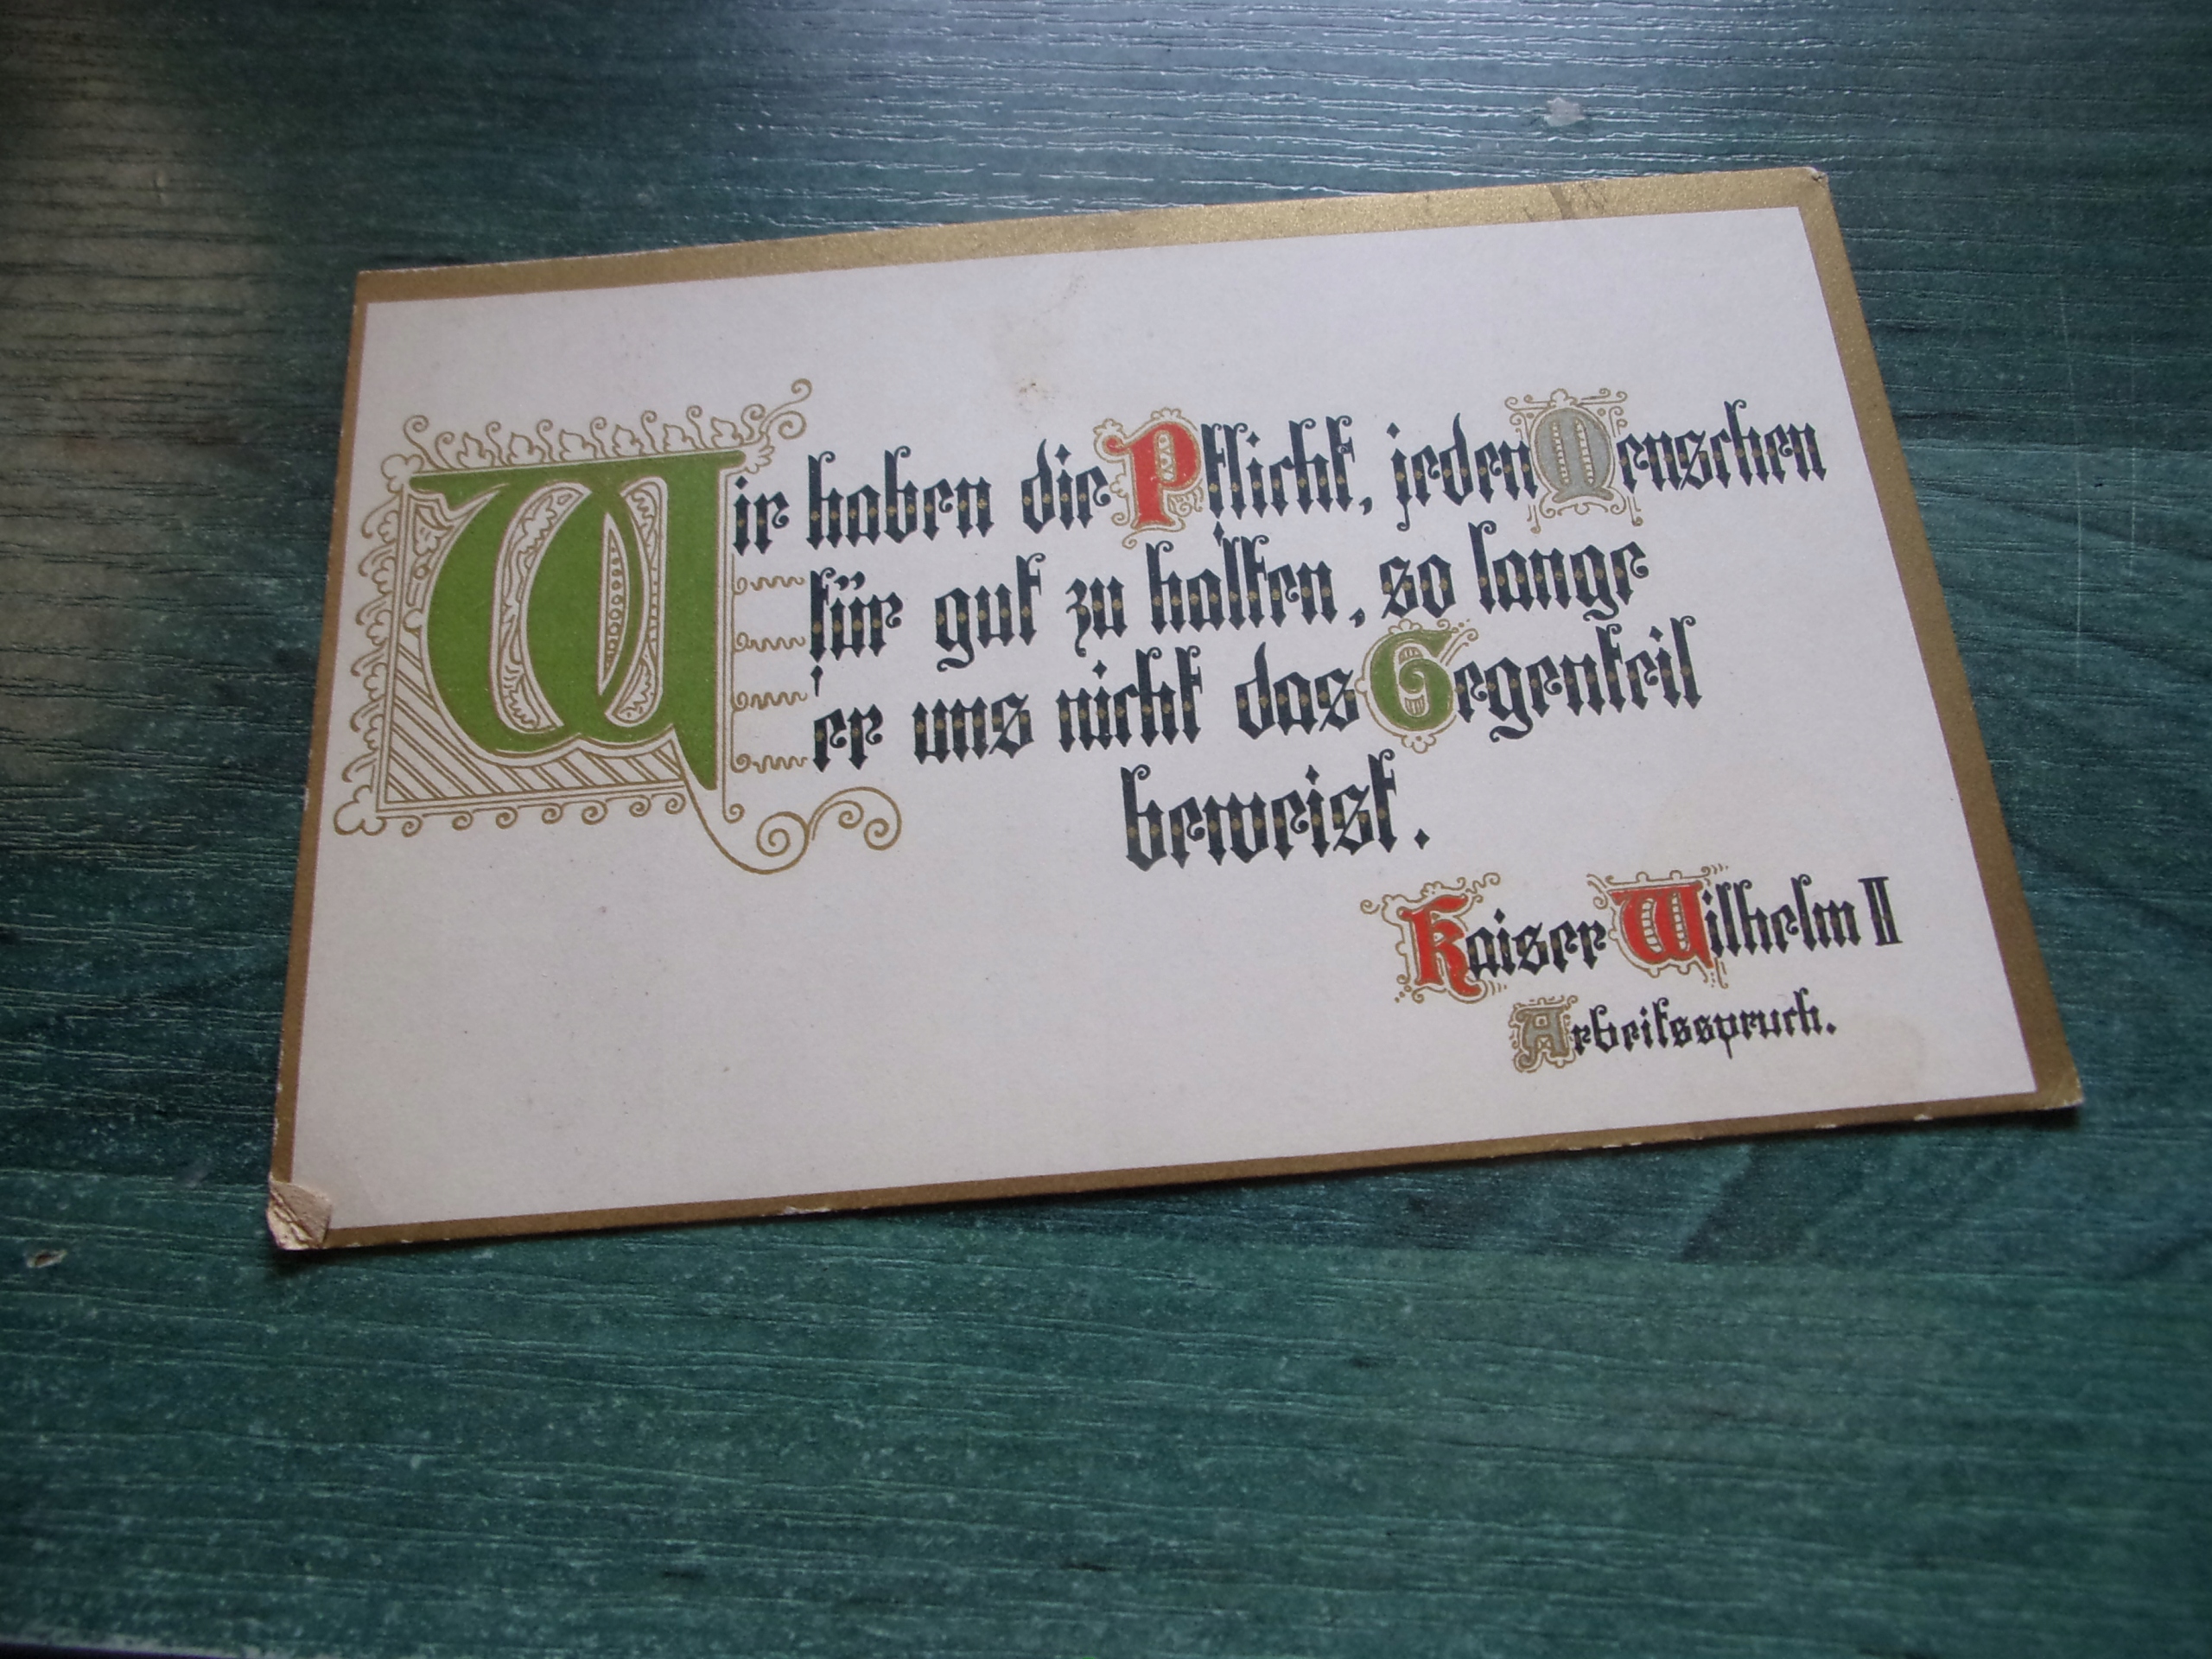 Wir haben die Pflicht, jeden Menschen
für gut zu halten, so lange
er uns nicht das Gegenteil
beweist.
Kaiser Wilhelm II
Arbeitsspruch.